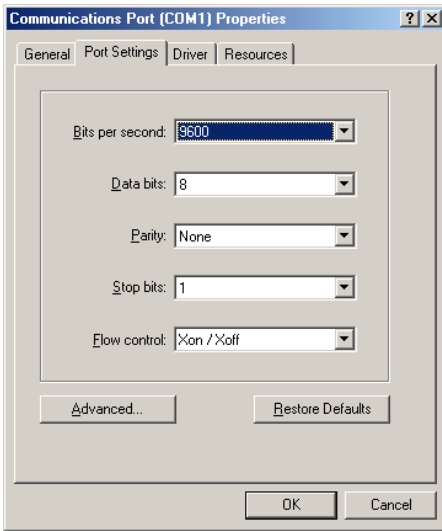 Communications Port (COM1) Properties
General Port Settings Driver Resources
Bits per second: 9600
Data bits: 8
Parity: None
Stop bits: 1
Flow control: Xon / Xoff
Advanced... Restore Defaults
OK Cancel